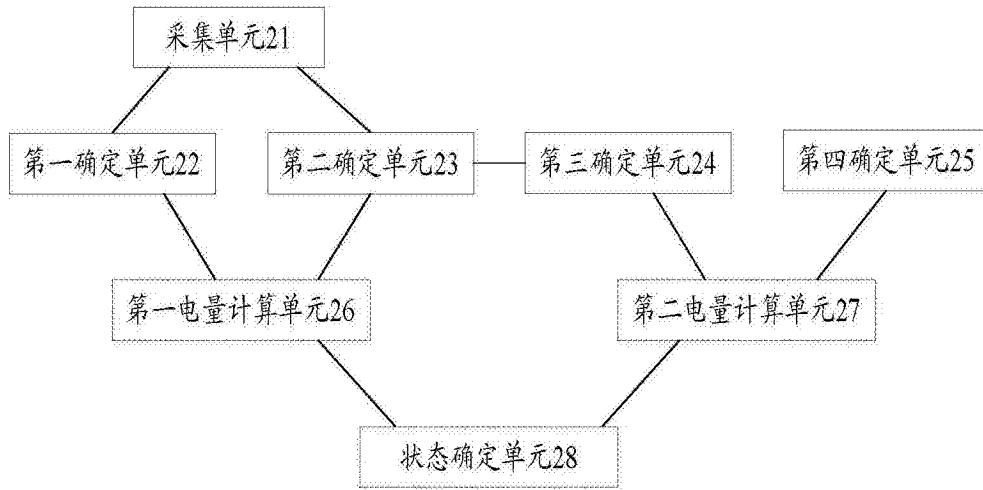 采集单元21
第一确定单元22
第二确定单元23
第三确定单元24
第四确定单元25
第一电量计算单元26
第二电量计算单元27
状态确定单元28